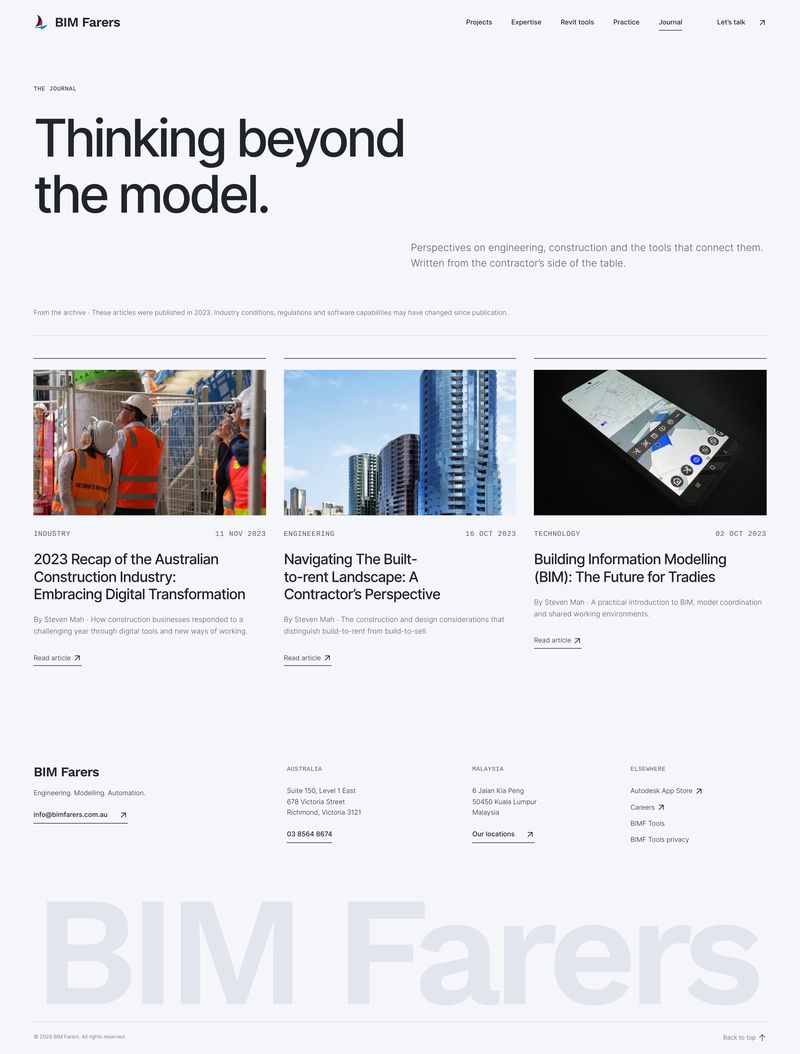 BIM Farers
Projects
Expertise
Revit tools
Practice
Journal
Let's talk
THE JOURNAL
Thinking beyond
the model.
Perspectives on engineering, construction and the tools that connect them.
Written from the contractor's side of the table.
From the archive · These articles were published in 2023. Industry conditions, regulations and software capabilities may have changed since publication.
INDUSTRY
11 NOV 2023
2023 Recap of the Australian
Construction Industry:
Embracing Digital Transformation
By Steven Mah · How construction businesses responded to a
challenging year through digital tools and new ways of working.
Read article
ENGINEERING
16 OCT 2023
Navigating The Built-
to-rent Landscape: A
Contractor's Perspective
By Steven Mah · The construction and design considerations that
distinguish build-to-rent from build-to-sell.
Read article
TECHNOLOGY
02 OCT 2023
Building Information Modelling
(BIM): The Future for Tradies
By Steven Mah · A practical introduction to BIM, model coordination
and shared working environments.
Read article
BIM Farers
Engineering. Modelling. Automation.
info@bimfarers.com.au
AUSTRALIA
Suite 150, Level 1 East
678 Victoria Street
Richmond, Victoria 3121
03 8564 8674
MALAYSIA
6 Jalan Kia Peng
50450 Kuala Lumpur
Malaysia
Our locations
ELSEWHERE
Autodesk App Store
Careers
BIMF Tools
BIMF Tools privacy
BIM Farers
© 2026 BIM Farers. All rights reserved.
Back to top